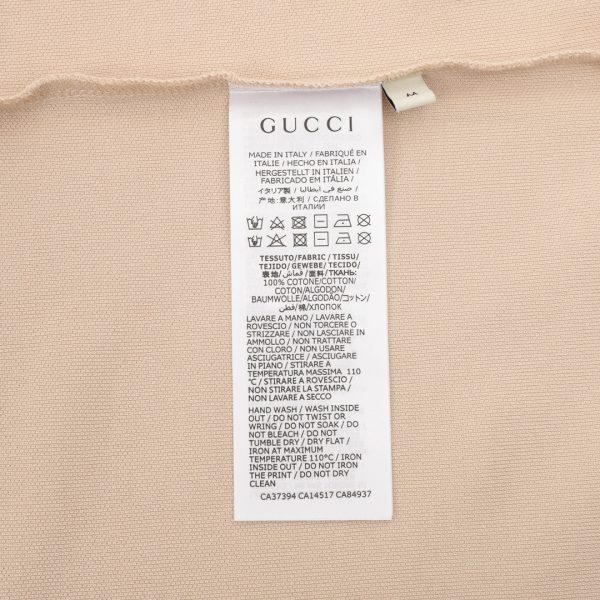 GUCCI
MADE IN ITALY / FABRIQUÉ EN
ITALIE / HECHO EN ITALIA /
HERGESTELLT IN ITALIEN /
FABRICADO EM ITÁLIA /
イタリア製 / صنع في ايطاليا /
产地:意大利 / СДЕЛАНО В
ИТАЛИИ
TESSUTO/FABRIC / TISSU/
TEJIDO/ GEWEBE/ TECIDO/
表地/ قماش/ 面料/ ТКАНЬ:
100% COTONE/COTTON/
COTON/ALGODON/
BAUMWOLLE/ALGODÃO/コットン/
قطن/棉/ХЛОПОК
LAVARE A MANO / LAVARE A
ROVESCIO / NON TORCERE O
STRIZZARE / NON LASCIARE IN
AMMOLLO / NON TRATTARE
CON CLORO / NON USARE
ASCIUGATRICE / ASCIUGARE
IN PIANO / STIRARE A
TEMPERATURA MASSIMA 110
°C / STIRARE A ROVESCIO /
NON STIRARE LA STAMPA /
NON LAVARE A SECCO
HAND WASH / WASH INSIDE
OUT / DO NOT TWIST OR
WRING / DO NOT SOAK / DO
NOT BLEACH / DO NOT
TUMBLE DRY / DRY FLAT /
IRON AT MAXIMUM
TEMPERATURE 110°C / IRON
INSIDE OUT / DO NOT IRON
THE PRINT / DO NOT DRY
CLEAN
CA37394 CA14517 CA84937